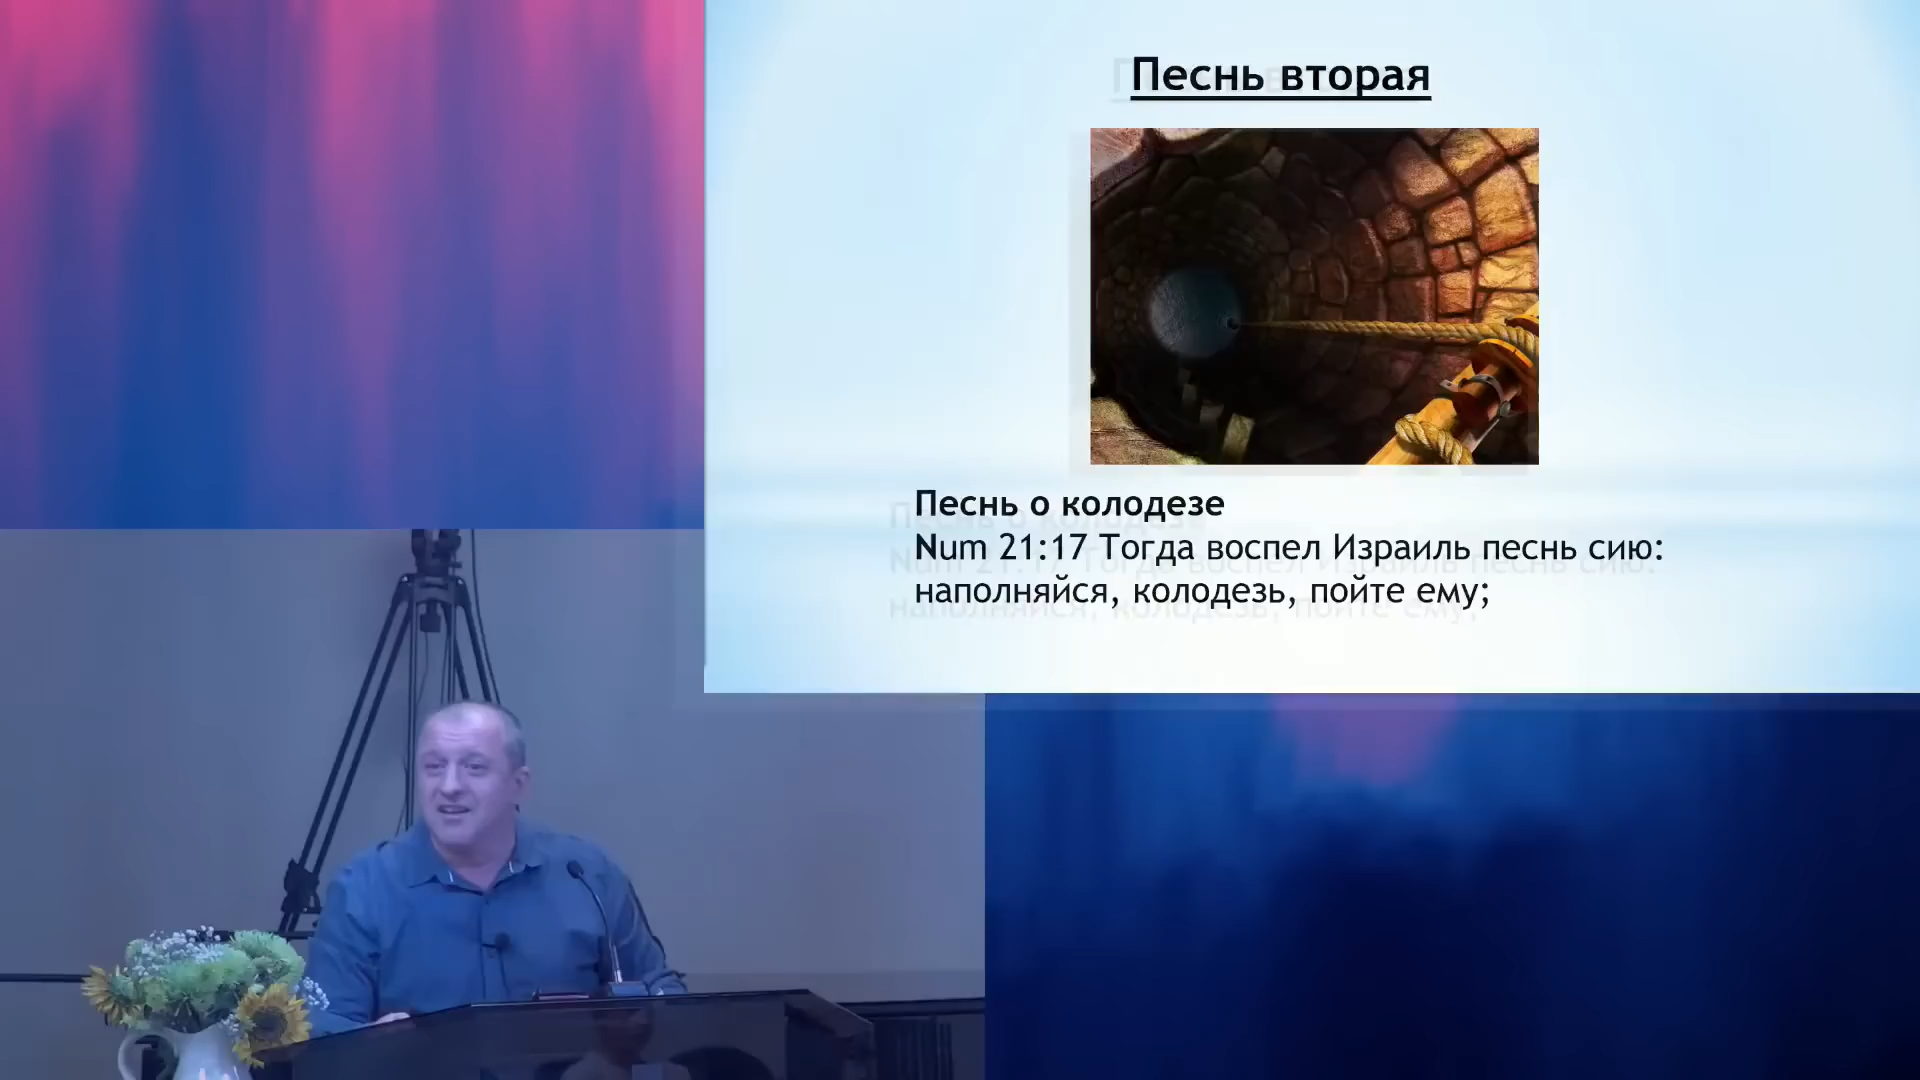 Песнь вторая
Песнь о колодезе
Num 21:17 Тогда воспел Израиль песнь сию:
наполняйся, колодезь, пойте ему;